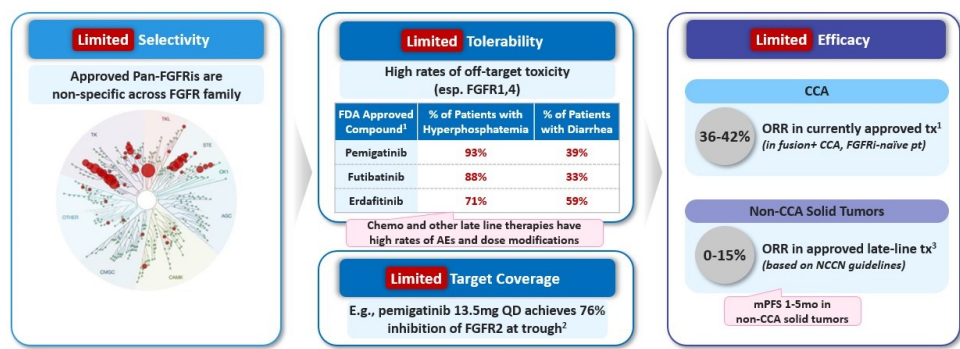 Limited Selectivity
Approved Pan-FGFRis are
non-specific across FGFR family
TK
TKL
STE
CK1
AGC
CAMK
CMGC
OTHER
Limited Tolerability
High rates of off-target toxicity
(esp. FGFR1,4)
FDA Approved Compound¹ % of Patients with Hyperphosphatemia % of Patients with Diarrhea
Pemigatinib 93% 39%
Futibatinib 88% 33%
Erdafitinib 71% 59%
Chemo and other late line therapies have
high rates of AEs and dose modifications
Limited Target Coverage
E.g., pemigatinib 13.5mg QD achieves 76%
inhibition of FGFR2 at trough²
Limited Efficacy
CCA
36-42% ORR in currently approved tx¹
(in fusion+ CCA, FGFRi-naïve pt)
Non-CCA Solid Tumors
0-15% ORR in approved late-line tx³
(based on NCCN guidelines)
mPFS 1-5mo in
non-CCA solid tumors